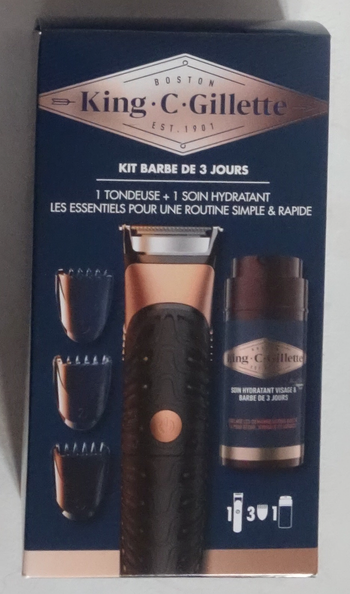 BOSTON
King·C·Gillette
EST.1901
KIT BARBE DE 3 JOURS
1 TONDEUSE + 1 SOIN HYDRATANT
LES ESSENTIELS POUR UNE ROUTINE SIMPLE & RAPIDE
King·C·Gillette
SOIN HYDRATANT VISAGE &
BARBE DE 3 JOURS
1 3 1